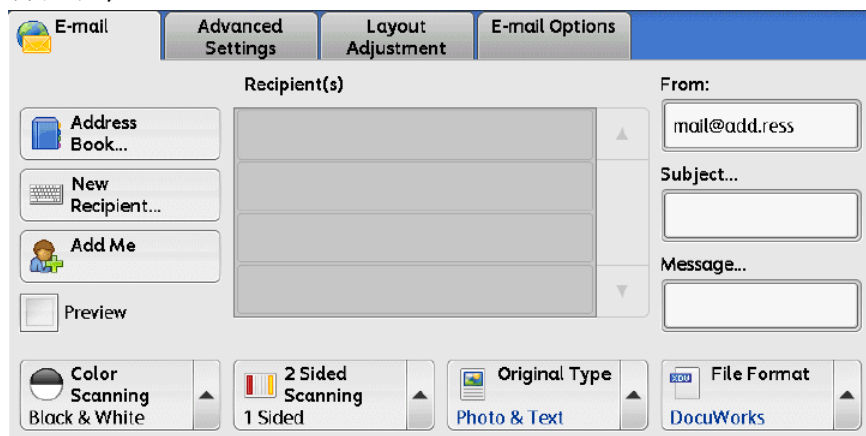 E-mail
Advanced
Settings
Layout
Adjustment
E-mail Options
Recipient(s)
From:
Address
Book...
mail@add.ress
New
Recipient...
Subject...
Add Me
Message...
Preview
Color
Scanning
Black & White
2 Sided
Scanning
1 Sided
Original Type
Photo & Text
XDW
File Format
DocuWorks